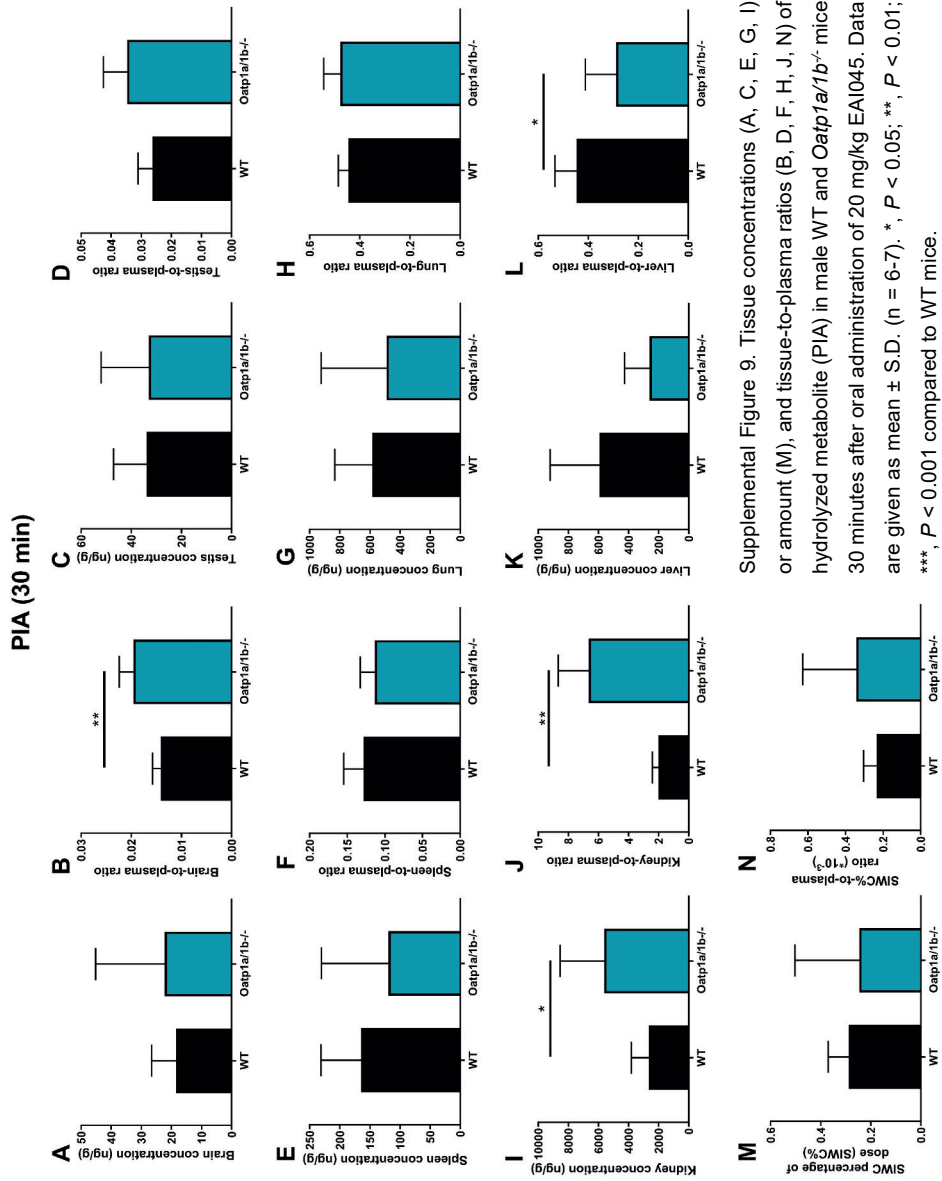 PIA (30 min)
A
Brain concentration (ng/g)
50
40
30
20
10
0
WT
Oatp1a/1b-/-
B
Brain-to-plasma ratio
0.03
0.02
0.01
0.00
**
WT
Oatp1a/1b-/-
C
Testis concentration (ng/g)
60
40
20
0
WT
Oatp1a/1b-/-
D
Testis-to-plasma ratio
0.05
0.04
0.03
0.02
0.01
0.00
WT
Oatp1a/1b-/-
E
Spleen concentration (ng/g)
250
200
150
100
50
0
WT
Oatp1a/1b-/-
F
Spleen-to-plasma ratio
0.20
0.15
0.10
0.05
0.00
WT
Oatp1a/1b-/-
G
Lung concentration (ng/g)
1000
800
600
400
200
0
WT
Oatp1a/1b-/-
H
Lung-to-plasma ratio
0.6
0.4
0.2
0.0
WT
Oatp1a/1b-/-
I
Kidney concentration (ng/g)
10000
8000
6000
4000
2000
0
*
WT
Oatp1a/1b-/-
J
Kidney-to-plasma ratio
10
8
6
4
2
0
**
WT
Oatp1a/1b-/-
K
Liver concentration (ng/g)
1000
800
600
400
200
0
WT
Oatp1a/1b-/-
L
Liver-to-plasma ratio
0.6
0.4
0.2
0.0
*
WT
Oatp1a/1b-/-
M
SIWC percentage of
dose (SIWC%)
0.6
0.4
0.2
0.0
WT
Oatp1a/1b-/-
N
SIWC%-to-plasma
ratio (*10-3)
0.8
0.6
0.4
0.2
0.0
WT
Oatp1a/1b-/-
Supplemental Figure 9. Tissue concentrations (A, C, E, G, I)
or amount (M), and tissue-to-plasma ratios (B, D, F, H, J, N) of
hydrolyzed metabolite (PIA) in male WT and Oatp1a/1b-/- mice
30 minutes after oral administration of 20 mg/kg EAI045. Data
are given as mean ± S.D. (n = 6-7). *, P < 0.05; **, P < 0.01;
***, P < 0.001 compared to WT mice.